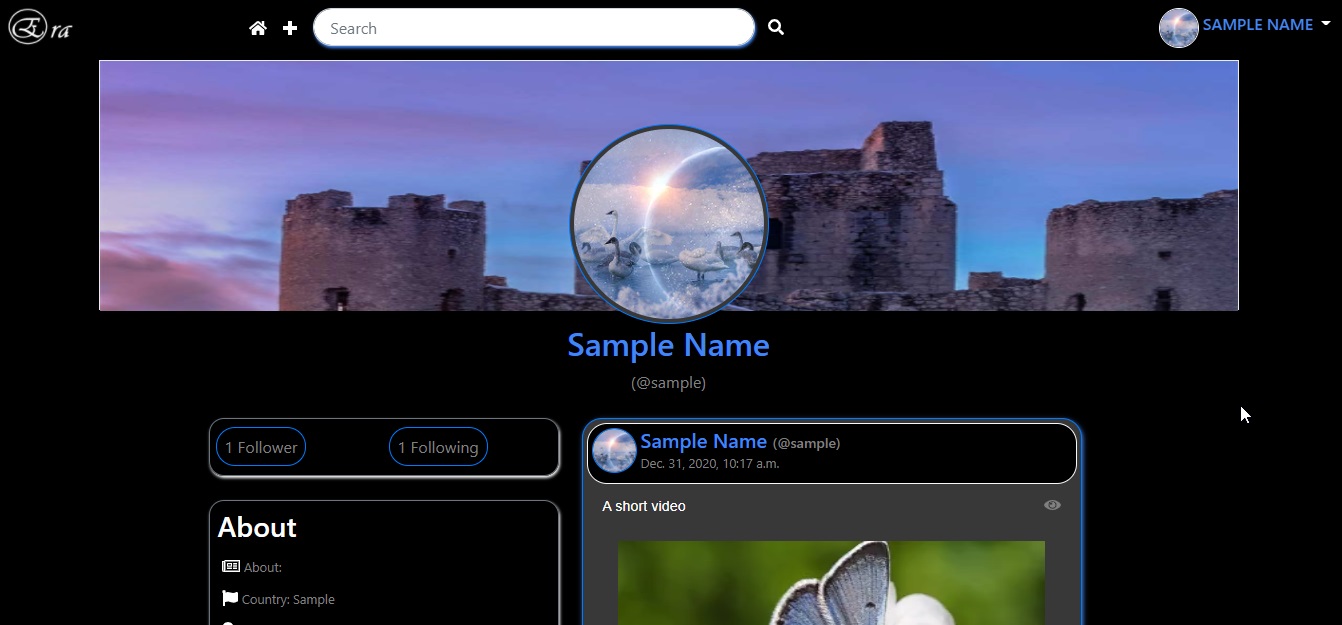 Era
Search
SAMPLE NAME
Sample Name
(@sample)
1 Follower
1 Following
About
About:
Country: Sample
Sample Name (@sample)
Dec. 31, 2020, 10:17 a.m.
A short video